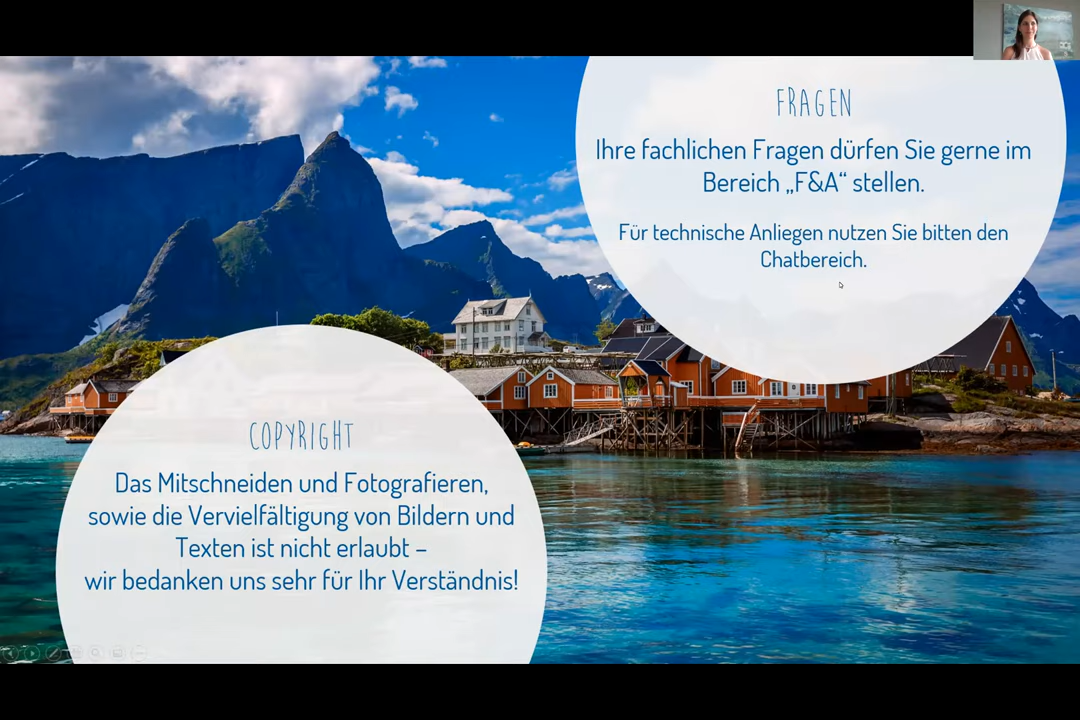 FRAGEN
Ihre fachlichen Fragen dürfen Sie gerne im
Bereich „F&A“ stellen.
Für technische Anliegen nutzen Sie bitten den
Chatbereich.
COPYRIGHT
Das Mitschneiden und Fotografieren,
sowie die Vervielfältigung von Bildern und
Texten ist nicht erlaubt –
wir bedanken uns sehr für Ihr Verständnis!